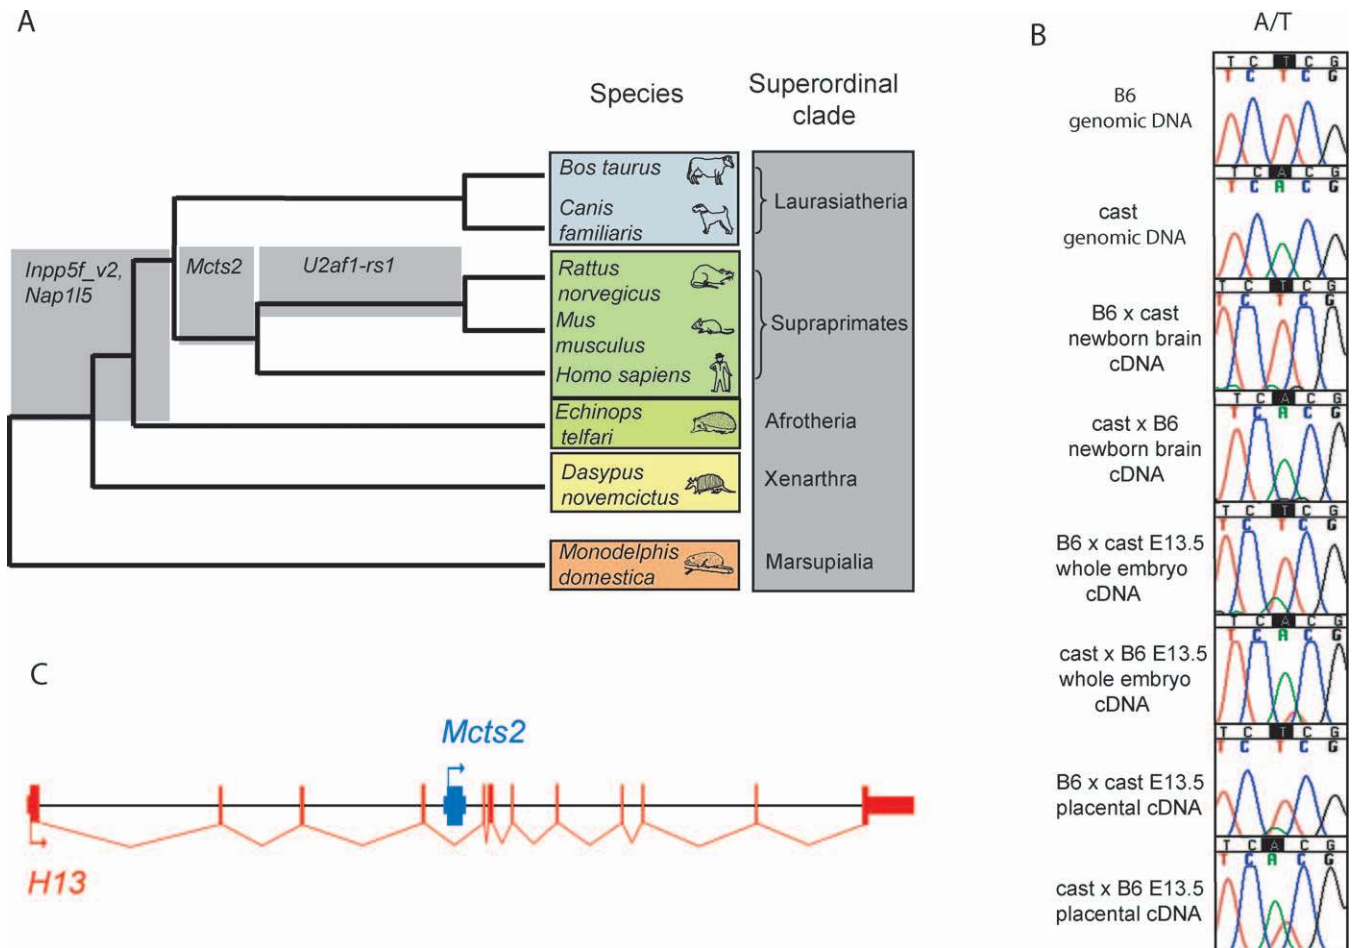 A
Species
Superordinal
clade
Bos taurus
Canis
familiaris
Laurasiatheria
Inpp5f_v2,
Nap1l5
Mcts2
U2af1-rs1
Rattus
norvegicus
Mus
musculus
Homo sapiens
Supraprimates
Echinops
telfari
Afrotheria
Dasypus
novemcictus
Xenarthra
Monodelphis
domestica
Marsupialia
B
A/T
B6
genomic DNA
T C T C G
T C T C G
cast
genomic DNA
T C A C G
T C A C G
B6 x cast
newborn brain
cDNA
T C T C G
T C T C G
cast x B6
newborn brain
cDNA
T C A C G
T C A C G
B6 x cast E13.5
whole embryo
cDNA
T C T C G
T C T C G
cast x B6 E13.5
whole embryo
cDNA
T C A C G
T C A C G
B6 x cast E13.5
placental cDNA
T C T C G
T C T C G
cast x B6 E13.5
placental cDNA
T C A C G
T C A C G
C
Mcts2
H13